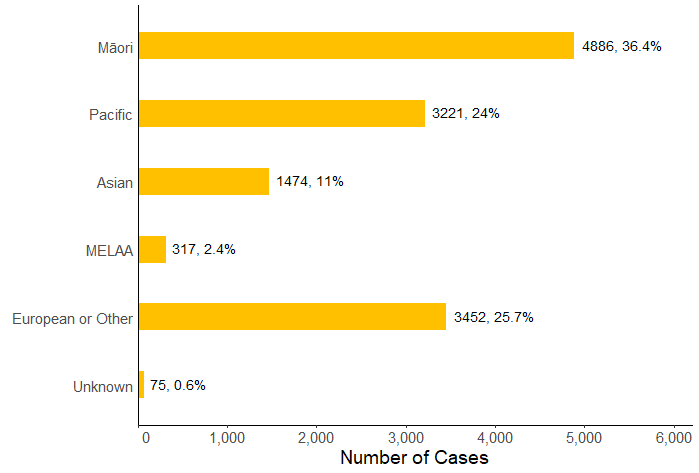 Māori 4886, 36.4%
Pacific 3221, 24%
Asian 1474, 11%
MELAA 317, 2.4%
European or Other 3452, 25.7%
Unknown 75, 0.6%
0 1,000 2,000 3,000 4,000 5,000 6,000
Number of Cases